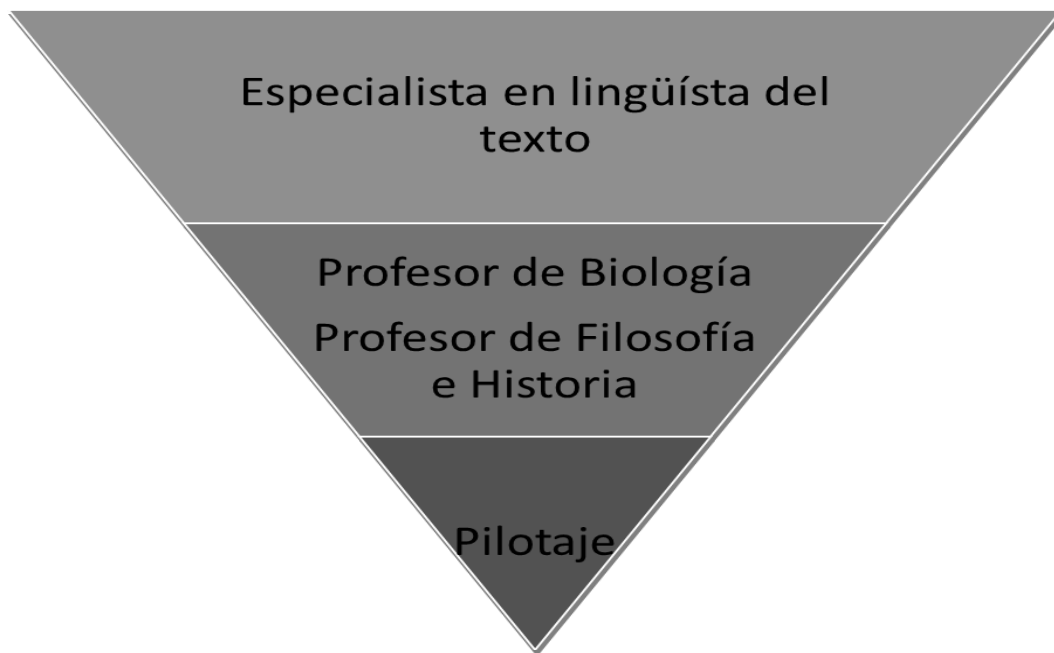 Especialista en lingüísta del
texto
Profesor de Biología
Profesor de Filosofía
e Historia
Pilotaje